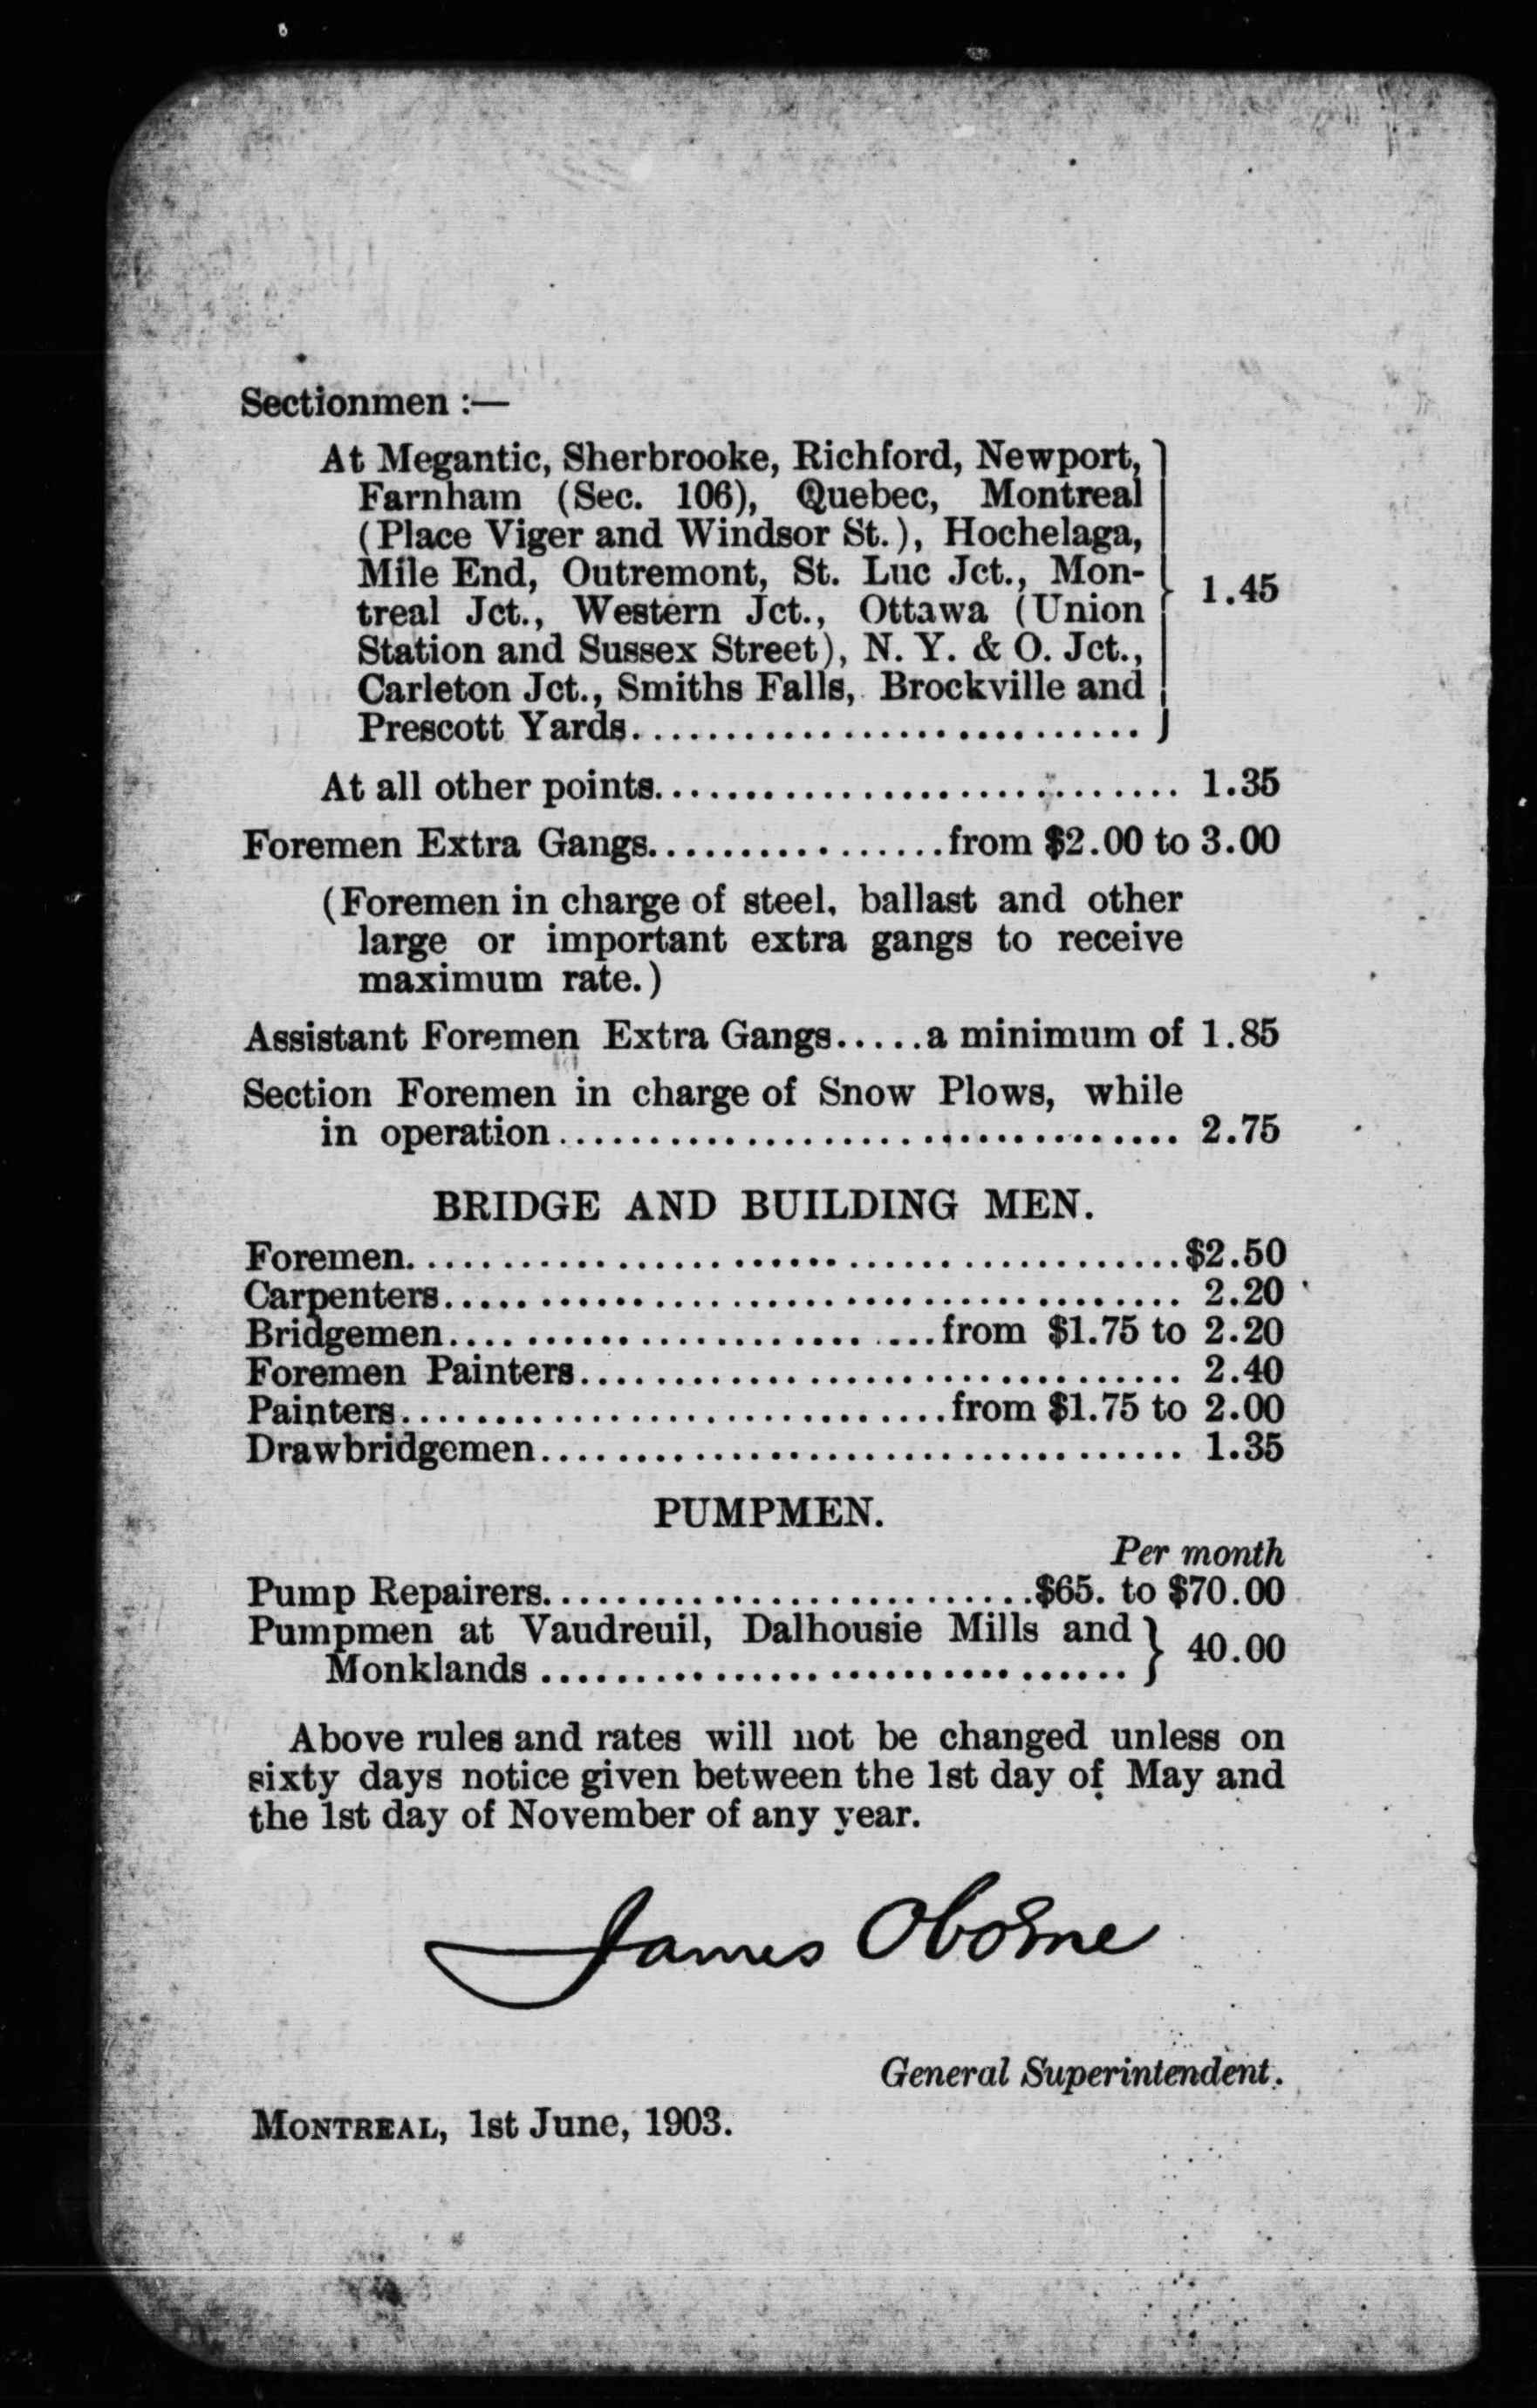 Sectionmen :—
At Megantic, Sherbrooke, Richford, Newport,
Farnham (Sec. 106), Quebec, Montreal
(Place Viger and Windsor St.), Hochelaga,
Mile End, Outremont, St. Luc Jct., Mon-
treal Jct., Western Jct., Ottawa (Union
Station and Sussex Street), N. Y. & O. Jct.,
Carleton Jct., Smiths Falls, Brockville and
Prescott Yards.............................. } 1.45
At all other points............................ 1.35
Foremen Extra Gangs................from $2.00 to 3.00
(Foremen in charge of steel, ballast and other
large or important extra gangs to receive
maximum rate.)
Assistant Foremen Extra Gangs.....a minimum of 1.85
Section Foremen in charge of Snow Plows, while
in operation.................................. 2.75
BRIDGE AND BUILDING MEN.
Foremen..........................................$2.50
Carpenters........................................ 2.20
Bridgemen..........................from $1.75 to 2.20
Foremen Painters................................ 2.40
Painters.............................from $1.75 to 2.00
Drawbridgemen................................... 1.35
PUMPMEN.
Per month
Pump Repairers..........................$65. to $70.00
Pumpmen at Vaudreuil, Dalhousie Mills and
Monklands ............................... } 40.00
Above rules and rates will not be changed unless on
sixty days notice given between the 1st day of May and
the 1st day of November of any year.
James Oborne
General Superintendent.
MONTREAL, 1st June, 1903.